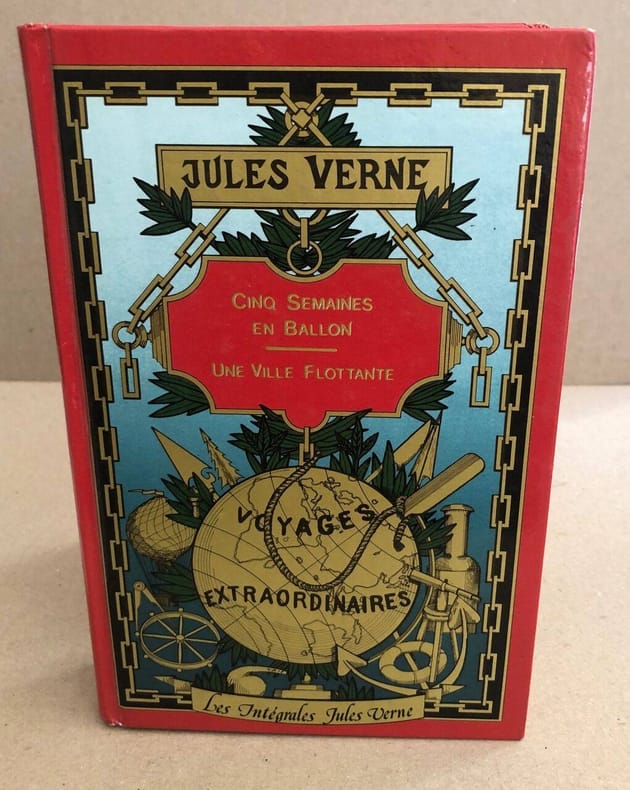 JULES VERNE
CINQ SEMAINES
EN BALLON
UNE VILLE FLOTTANTE
VOYAGES
EXTRAORDINAIRES
Les Intégrales Jules Verne